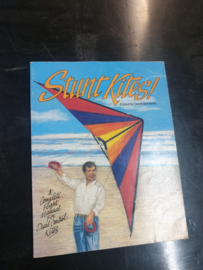 Stunt Kites!
A
Complete
Flight
Manual
for
Dual Control
Kites